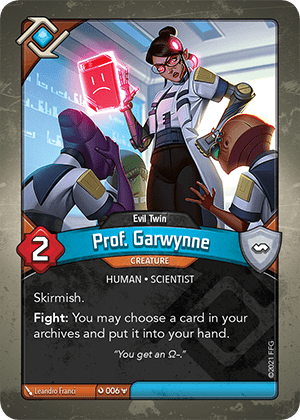 Evil Twin
Prof. Garwynne
2
CREATURE
HUMAN • SCIENTIST
Skirmish.
Fight: You may choose a card in your
archives and put it into your hand.
"You get an Ω–."
Leandro Franci
006
©2021 FFG